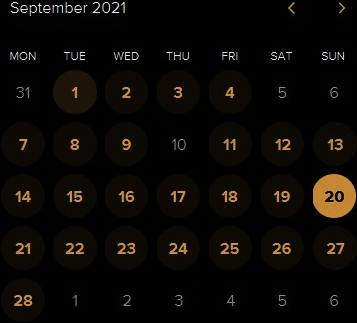 September 2021
MON TUE WED THU FRI SAT SUN
31 1 2 3 4 5 6
7 8 9 10 11 12 13
14 15 16 17 18 19 20
21 22 23 24 25 26 27
28 1 2 3 4 5 6